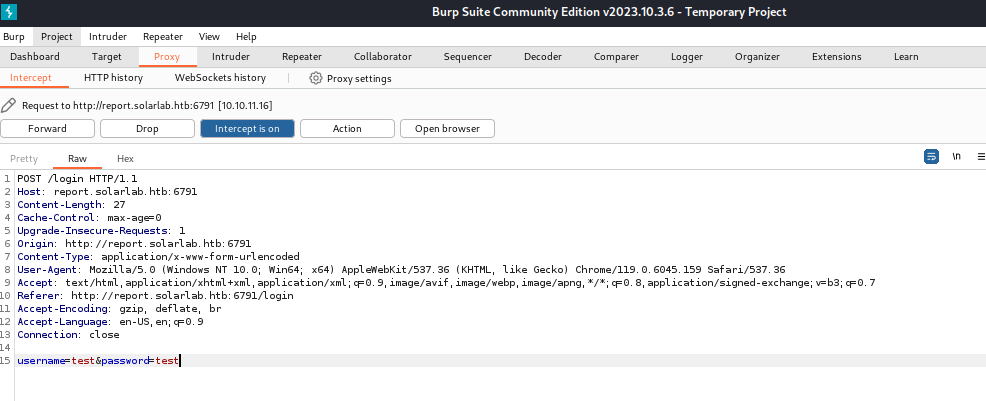 Burp Suite Community Edition v2023.10.3.6 - Temporary Project
Burp Project Intruder Repeater View Help
Dashboard Target Proxy Intruder Repeater Collaborator Sequencer Decoder Comparer Logger Organizer Extensions Learn
Intercept HTTP history WebSockets history Proxy settings
Request to http://report.solarlab.htb:6791 [10.10.11.16]
Forward Drop Intercept is on Action Open browser
Pretty Raw Hex \n
1 POST /login HTTP/1.1
2 Host: report.solarlab.htb:6791
3 Content-Length: 27
4 Cache-Control: max-age=0
5 Upgrade-Insecure-Requests: 1
6 Origin: http://report.solarlab.htb:6791
7 Content-Type: application/x-www-form-urlencoded
8 User-Agent: Mozilla/5.0 (Windows NT 10.0; Win64; x64) AppleWebKit/537.36 (KHTML, like Gecko) Chrome/119.0.6045.159 Safari/537.36
9 Accept: text/html,application/xhtml+xml,application/xml;q=0.9,image/avif,image/webp,image/apng,*/*;q=0.8,application/signed-exchange;v=b3;q=0.7
10 Referer: http://report.solarlab.htb:6791/login
11 Accept-Encoding: gzip, deflate, br
12 Accept-Language: en-US,en;q=0.9
13 Connection: close
14
15 username=test&password=test